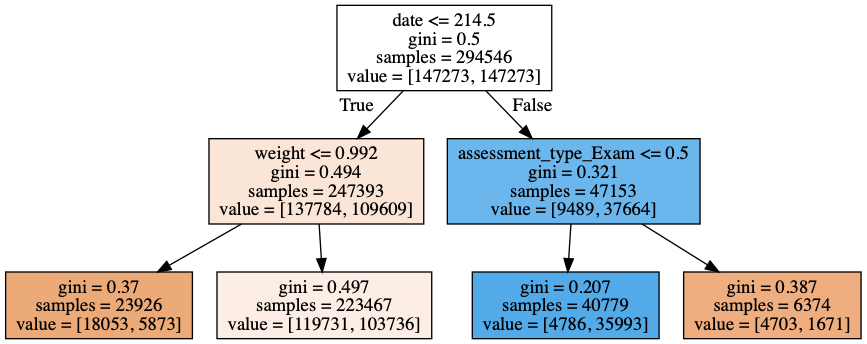 date <= 214.5
gini = 0.5
samples = 294546
value = [147273, 147273]
True
False
weight <= 0.992
gini = 0.494
samples = 247393
value = [137784, 109609]
assessment_type_Exam <= 0.5
gini = 0.321
samples = 47153
value = [9489, 37664]
gini = 0.37
samples = 23926
value = [18053, 5873]
gini = 0.497
samples = 223467
value = [119731, 103736]
gini = 0.207
samples = 40779
value = [4786, 35993]
gini = 0.387
samples = 6374
value = [4703, 1671]